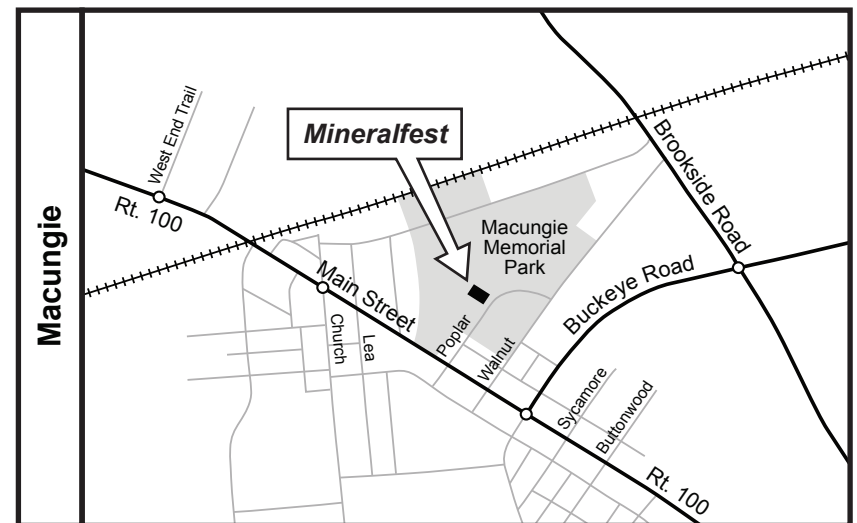 Macungie
West End Trail
Rt. 100
Mineralfest
Brookside Road
Macungie
Memorial
Park
Buckeye Road
Main Street
Church
Lea
Poplar
Walnut
Sycamore
Buttonwood
Rt. 100